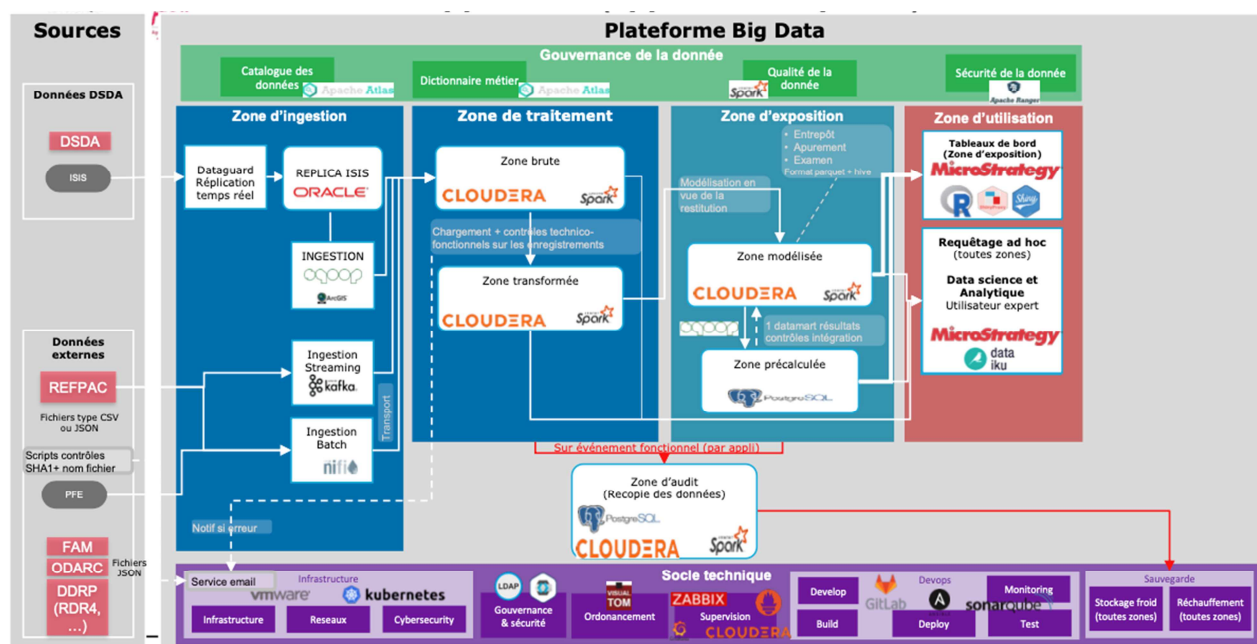 Sources
Plateforme Big Data
Gouvernance de la donnée
Catalogue des
données
Apache Atlas
Dictionnaire métier
Apache Atlas
Qualité de la
donnée
Spark
Sécurité de la donnée
Apache Ranger
Données DSDA
DSDA
ISIS
Zone d'ingestion
Dataguard
Réplication
temps réel
REPLICA ISIS
ORACLE
INGESTION
sqoop
ArcGIS
Ingestion
Streaming
kafka
Ingestion
Batch
nifi
Transport
Notif si erreur
Zone de traitement
Zone brute
CLOUDERA
Spark
Chargement + contrôles technico-
fonctionnels sur les enregistrements
Zone transformée
CLOUDERA
Spark
Zone d'exposition
• Entrepôt
• Apurement
• Examen
Format parquet + hive
Modélisation en
vue de la
restitution
Zone modélisée
CLOUDERA
Spark
sqoop
1 datamart résultats
contrôles intégration
Zone précalculée
PostgreSQL
Zone d'utilisation
Tableaux de bord
(Zone d'exposition)
MicroStrategy
R
Shiny
Requêtage ad hoc
(toutes zones)
Data science et
Analytique
Utilisateur expert
MicroStrategy
data
iku
Données
externes
REFPAC
Fichiers type CSV
ou JSON
Scripts contrôles
SHA1+ nom fichier
PFE
FAM
ODARC
Fichiers
JSON
DDRP
(RDR4,
...)
Sur événement fonctionnel (par appli)
Zone d'audit
(Recopie des données)
PostgreSQL
CLOUDERA
Spark
Socle technique
Service email
Infrastructure
vmware
kubernetes
Infrastructure
Reseaux
Cybersecurity
LDAP
Gouvernance
& sécurité
VISUAL
TOM
Ordonancement
ZABBIX
Supervision
CLOUDERA
Devops
Develop
Build
GitLab
A
Deploy
sonarqube
Monitoring
Test
Sauvegarde
Stockage froid
(toutes zones)
Réchauffement
(toutes zones)